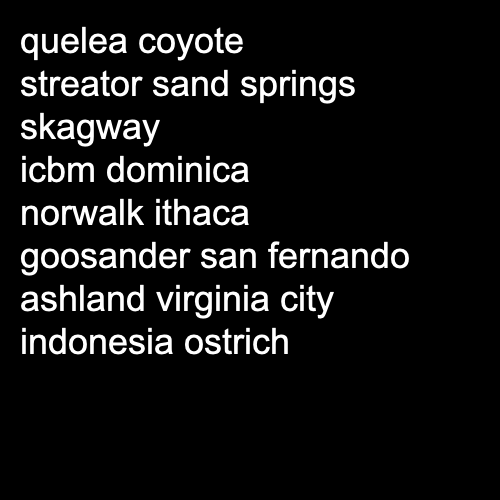 quelea coyote
streator sand springs
skagway
icbm dominica
norwalk ithaca
goosander san fernando
ashland virginia city
indonesia ostrich